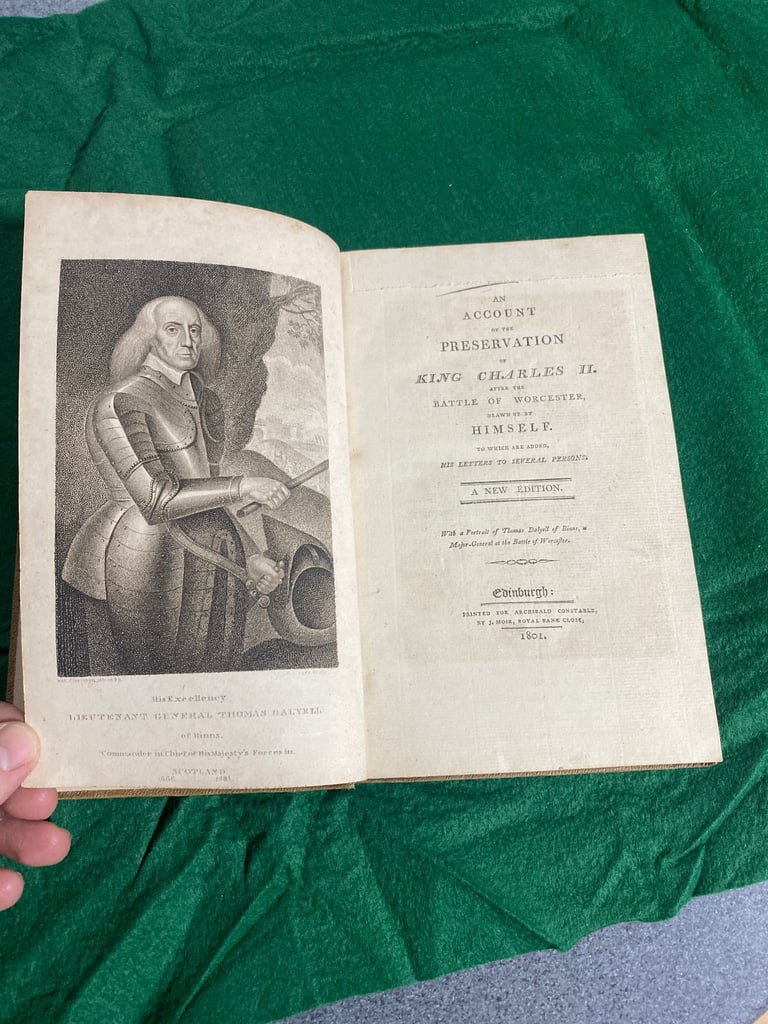 His Excellency
LIEUTENANT GENERAL THOMAS DALYELL
of Binns.
Commander in Chief of His Majesty's Forces in
SCOTLAND
AN
ACCOUNT
OF THE
PRESERVATION
OF
KING CHARLES II.
AFTER THE
BATTLE OF WORCESTER,
DRAWN UP BY
HIMSELF.
TO WHICH ARE ADDED,
HIS LETTERS TO SEVERAL PERSONS.
A NEW EDITION.
With a Portrait of Thomas Dalyell of Binns, a
Major-General at the Battle of Worcester.
Edinburgh:
PRINTED FOR ARCHIBALD CONSTABLE,
BY J. MOIR, ROYAL BANK CLOSE;
1801.